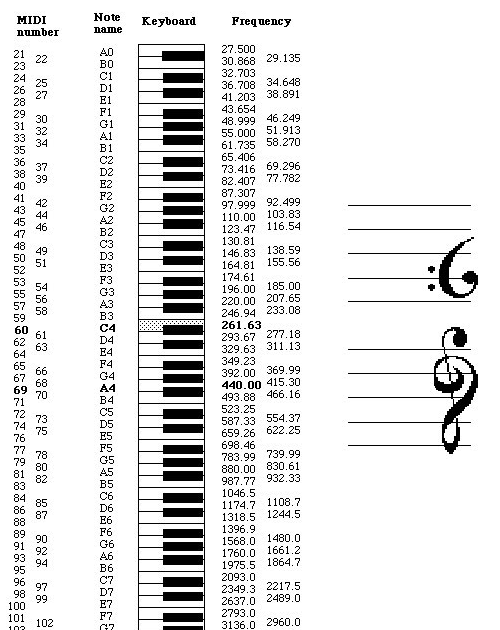 MIDI number Note name Keyboard Frequency
21 A0 27.500
22 29.135
23 B0 30.868
24 C1 32.703
25 34.648
26 D1 36.708
27 38.891
28 E1 41.203
29 F1 43.654
30 46.249
31 G1 48.999
32 51.913
33 A1 55.000
34 58.270
35 B1 61.735
36 C2 65.406
37 69.296
38 D2 73.416
39 77.782
40 E2 82.407
41 F2 87.307
42 92.499
43 G2 97.999
44 103.83
45 A2 110.00
46 116.54
47 B2 123.47
48 C3 130.81
49 138.59
50 D3 146.83
51 155.56
52 E3 164.81
53 F3 174.61
54 185.00
55 G3 196.00
56 207.65
57 A3 220.00
58 233.08
59 B3 246.94
60 C4 261.63
61 277.18
62 D4 293.67
63 311.13
64 E4 329.63
65 F4 349.23
66 369.99
67 G4 392.00
68 415.30
69 A4 440.00
70 466.16
71 B4 493.88
72 C5 523.25
73 554.37
74 D5 587.33
75 622.25
76 E5 659.26
77 F5 698.46
78 739.99
79 G5 783.99
80 830.61
81 A5 880.00
82 932.33
83 B5 987.77
84 C6 1046.5
85 1108.7
86 D6 1174.7
87 1244.5
88 E6 1318.5
89 F6 1396.9
90 1480.0
91 G6 1568.0
92 1661.2
93 A6 1760.0
94 1864.7
95 B6 1975.5
96 C7 2093.0
97 2217.5
98 D7 2349.3
99 2489.0
100 E7 2637.0
101 F7 2793.0
102 2960.0
103 G7 3136.0